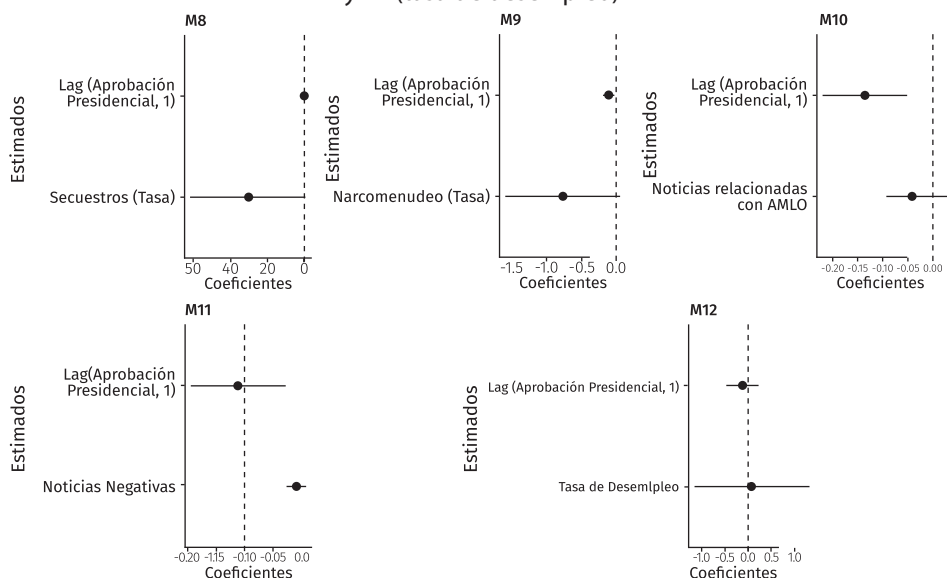 M8
M9
M10
Estimados
Lag (Aprobación
Presidencial, 1)
Secuestros (Tasa)
50 40 20 0
Coeficientes
Estimados
Lag (Aprobación
Presidencial, 1)
Narcomenudeo (Tasa)
-1.5 -1.0 -0.5 0.0
Coeficientes
Estimados
Lag (Aprobación
Presidencial, 1)
Noticias relacionadas
con AMLO
-0.20 -0.15 -0.10 -0.05 0.00
Coeficientes
M11
M12
Estimados
Lag(Aprobación
Presidencial, 1)
Noticias Negativas
-0.20 -1.15 -0.10 -0.05 0.0
Coeficientes
Estimados
Lag (Aprobación Presidencial, 1)
Tasa de Desemlpeo
-1.0 -0.5 0.0 0.5 1.0
Coeficientes